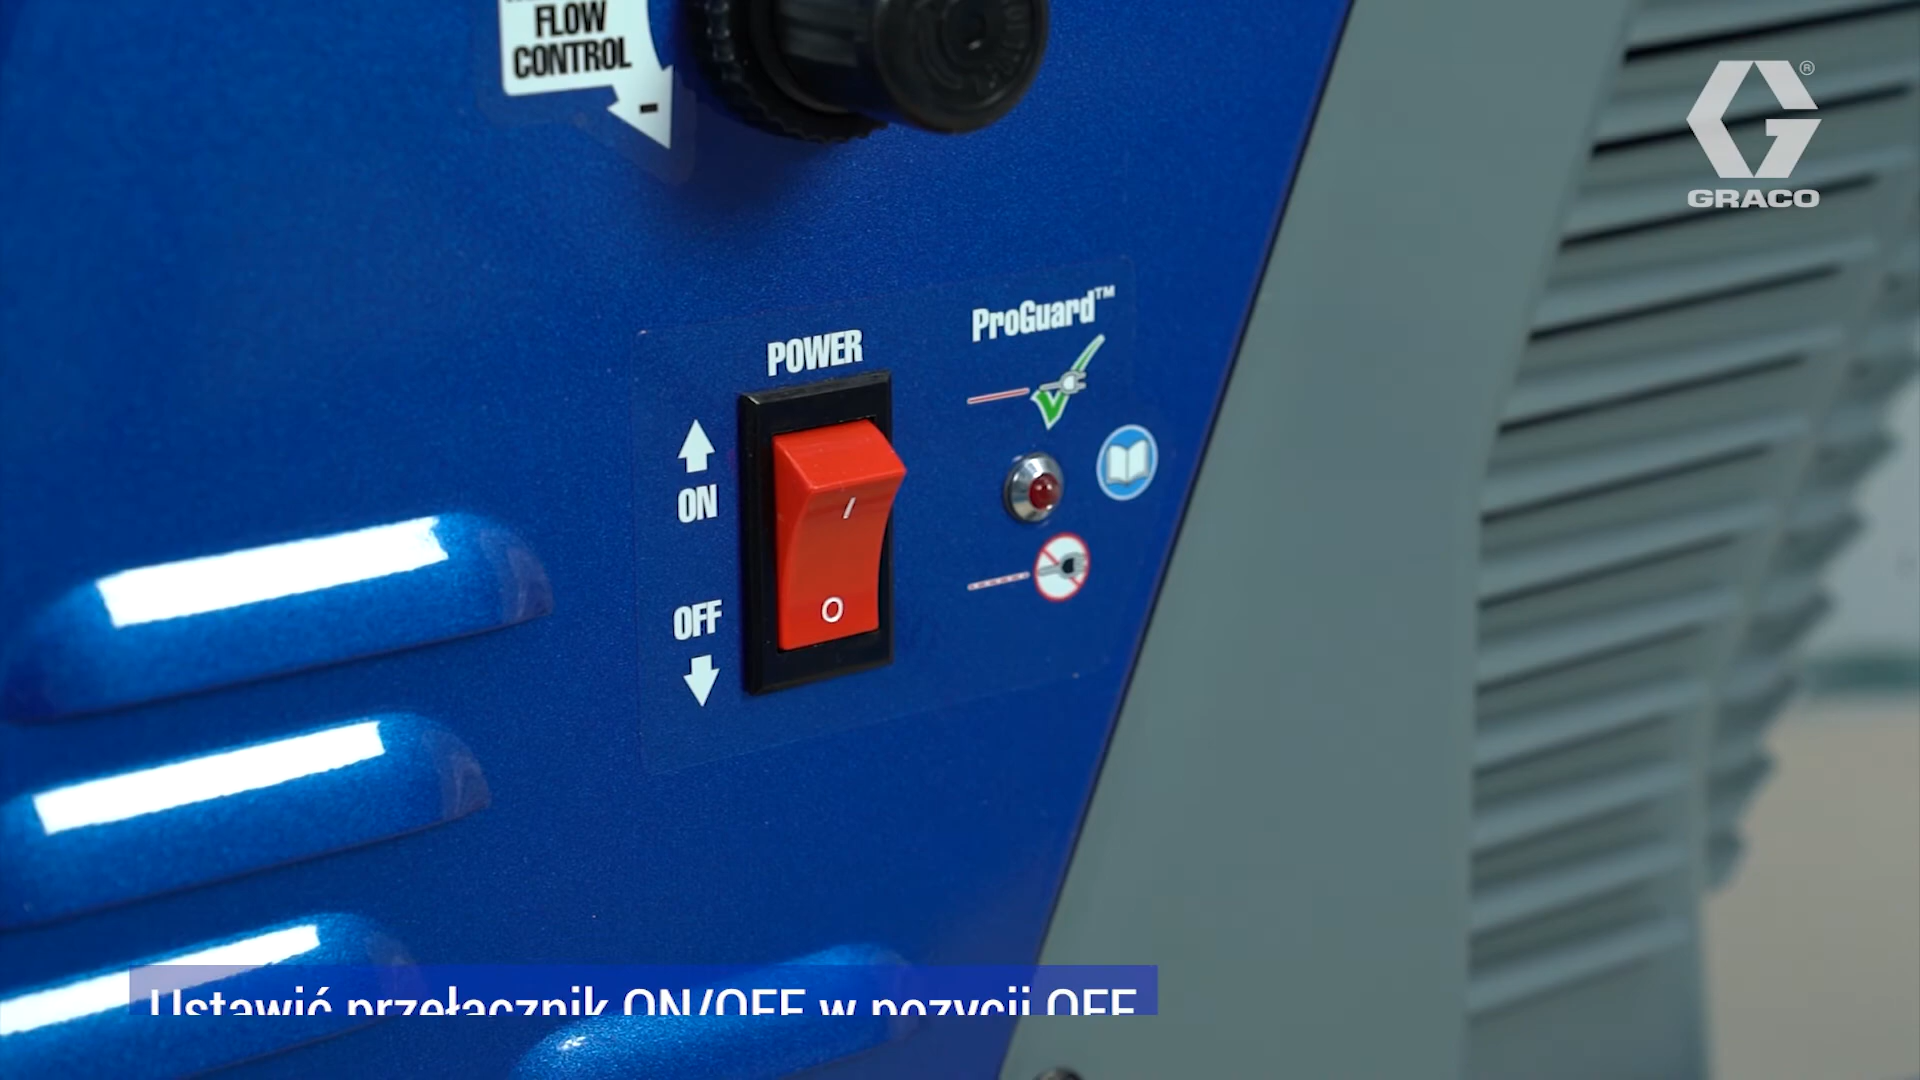 FLOW
CONTROL
-
®
GRACO
ProGuard™
POWER
ON
I
OFF
O
Ustawić przełącznik ON/OFF w pozycji OFF